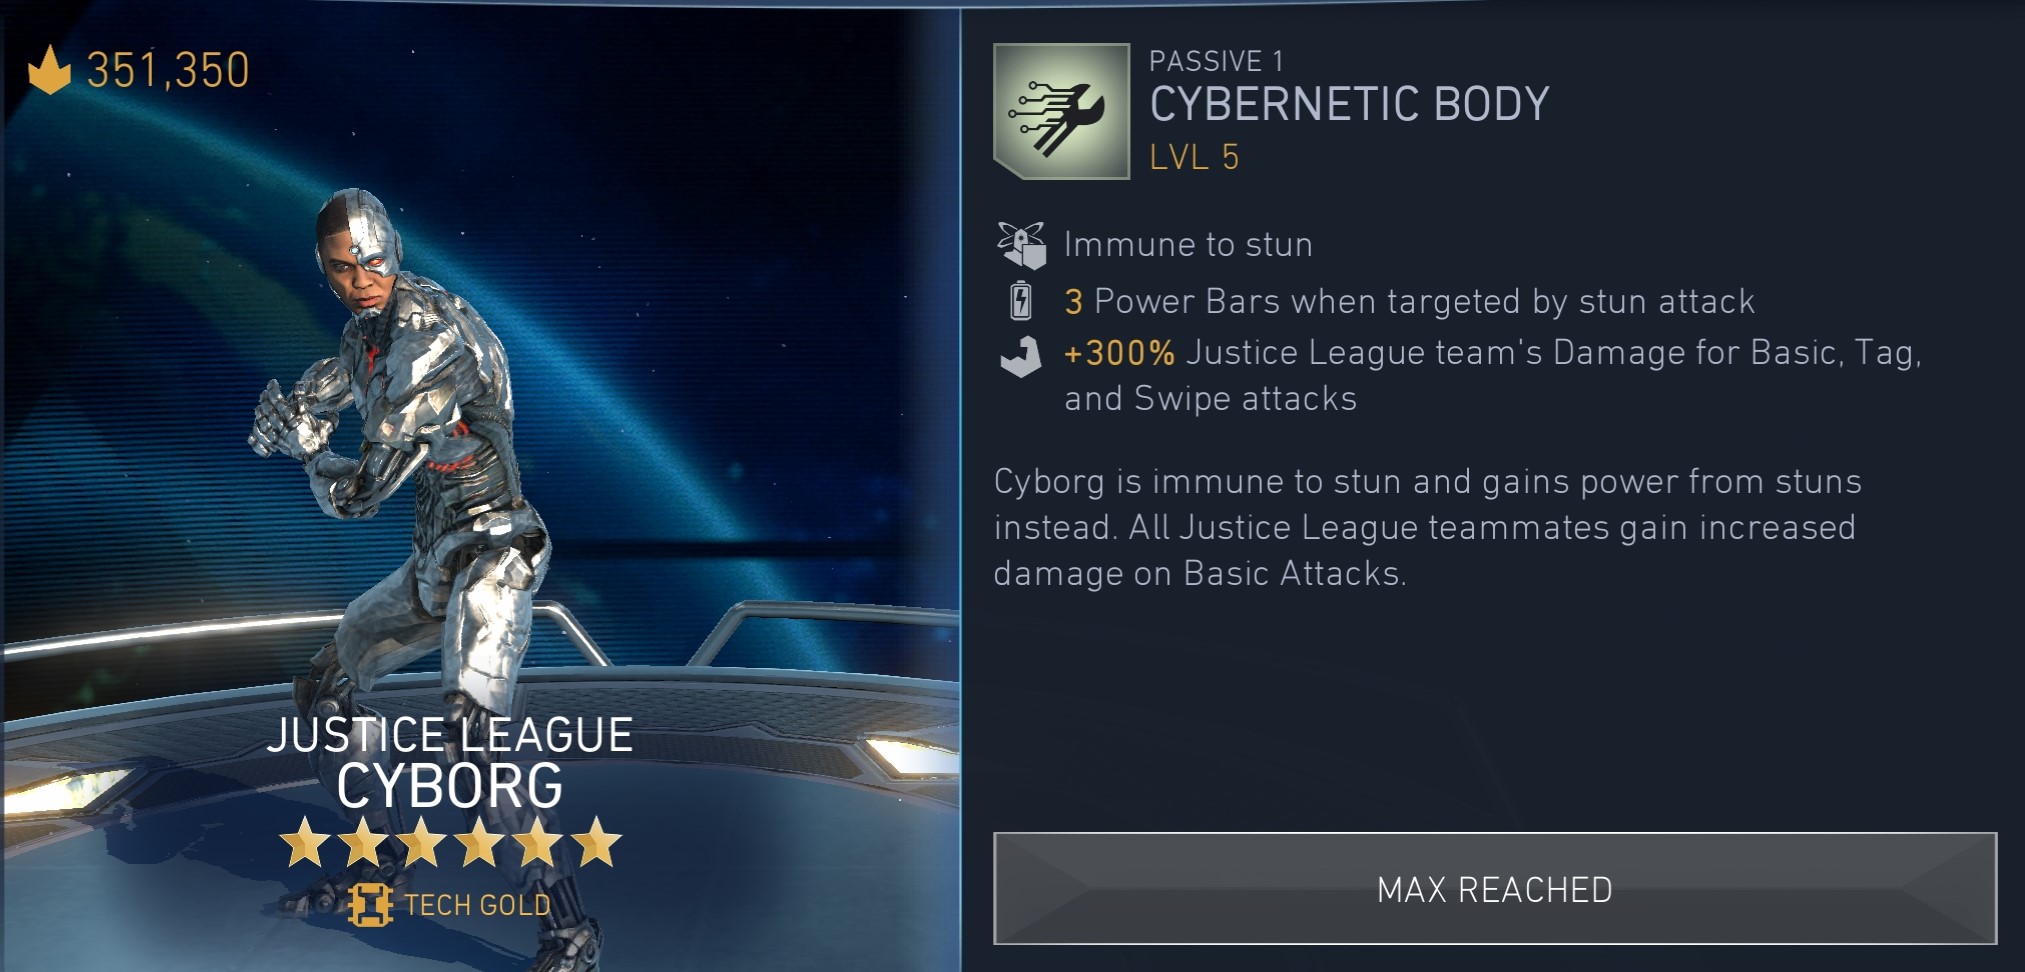 351,350
JUSTICE LEAGUE
CYBORG
TECH GOLD
PASSIVE 1
CYBERNETIC BODY
LVL 5
Immune to stun
3 Power Bars when targeted by stun attack
+300% Justice League team's Damage for Basic, Tag,
and Swipe attacks
Cyborg is immune to stun and gains power from stuns
instead. All Justice League teammates gain increased
damage on Basic Attacks.
MAX REACHED